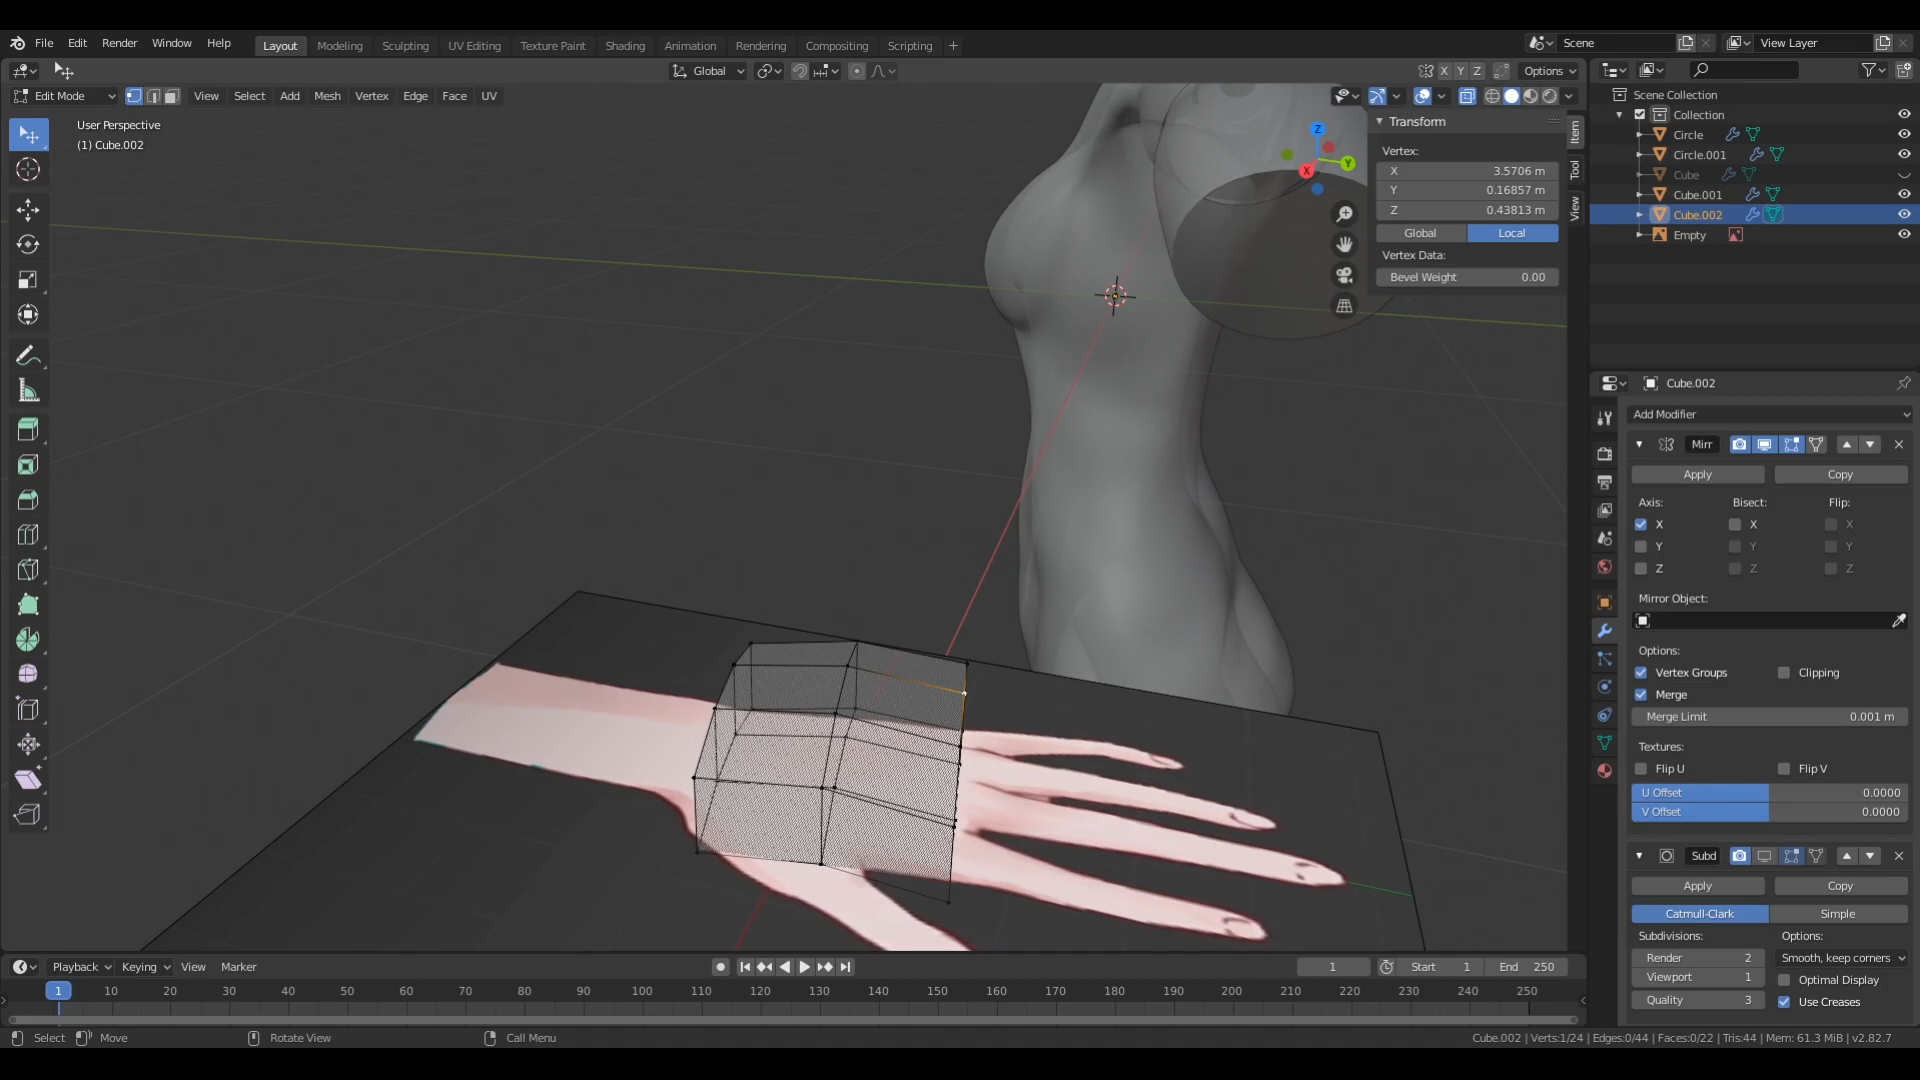 File Edit Render Window Help Layout Modeling Sculpting UV Editing Texture Paint Shading Animation Rendering Compositing Scripting + Scene View Layer
Global X Y Z Options
Edit Mode View Select Add Mesh Vertex Edge Face UV
User Perspective
(1) Cube.002
Z
Y
X
Transform
Vertex:
X 3.5706 m
Y 0.16857 m
Z 0.43813 m
Global Local
Vertex Data:
Bevel Weight 0.00
Item
Tool
View
Scene Collection
Collection
Circle
Circle.001
Cube
Cube.001
Cube.002
Empty
Cube.002
Add Modifier
Mirr
Apply Copy
Axis: Bisect: Flip:
X X X
Y Y Y
Z Z Z
Mirror Object:
Options:
Vertex Groups Clipping
Merge
Merge Limit 0.001 m
Textures:
Flip U Flip V
U Offset 0.0000
V Offset 0.0000
Subd
Apply Copy
Catmull-Clark Simple
Subdivisions: Options:
Render 2 Smooth, keep corners
Viewport 1 Optimal Display
Quality 3 Use Creases
Playback Keying View Marker 1 Start 1 End 250
1 10 20 30 40 50 60 70 80 90 100 110 120 130 140 150 160 170 180 190 200 210 220 230 240 250
Select Move Rotate View Call Menu Cube.002 | Verts:1/24 | Edges:0/44 | Faces:0/22 | Tris:44 | Mem: 61.3 MiB | v2.82.7